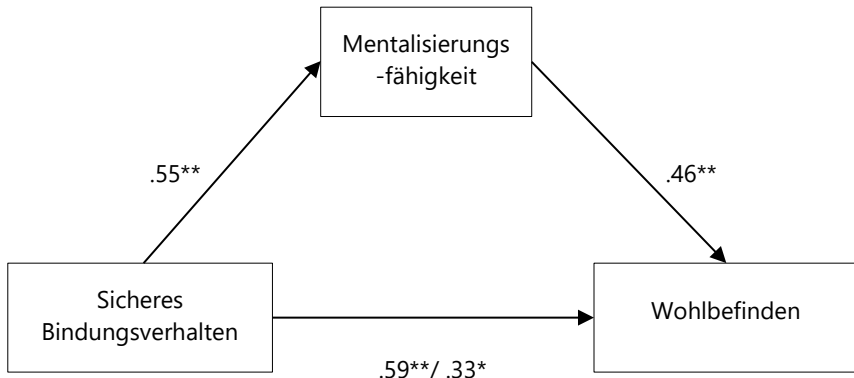 Mentalisierungs
-fähigkeit
.55**
.46**
Sicheres
Bindungsverhalten
Wohlbefinden
.59**/ .33*